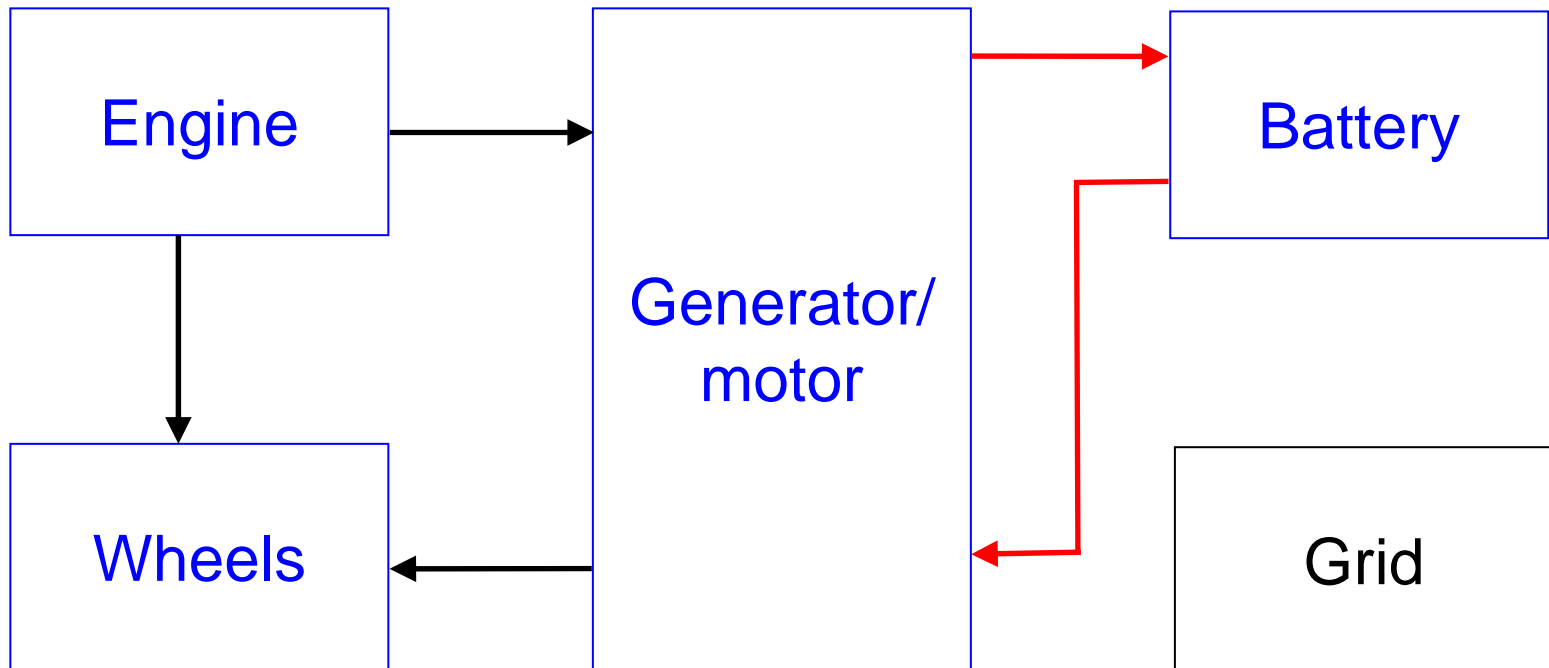 Engine
Generator/
motor
Battery
Wheels
Grid